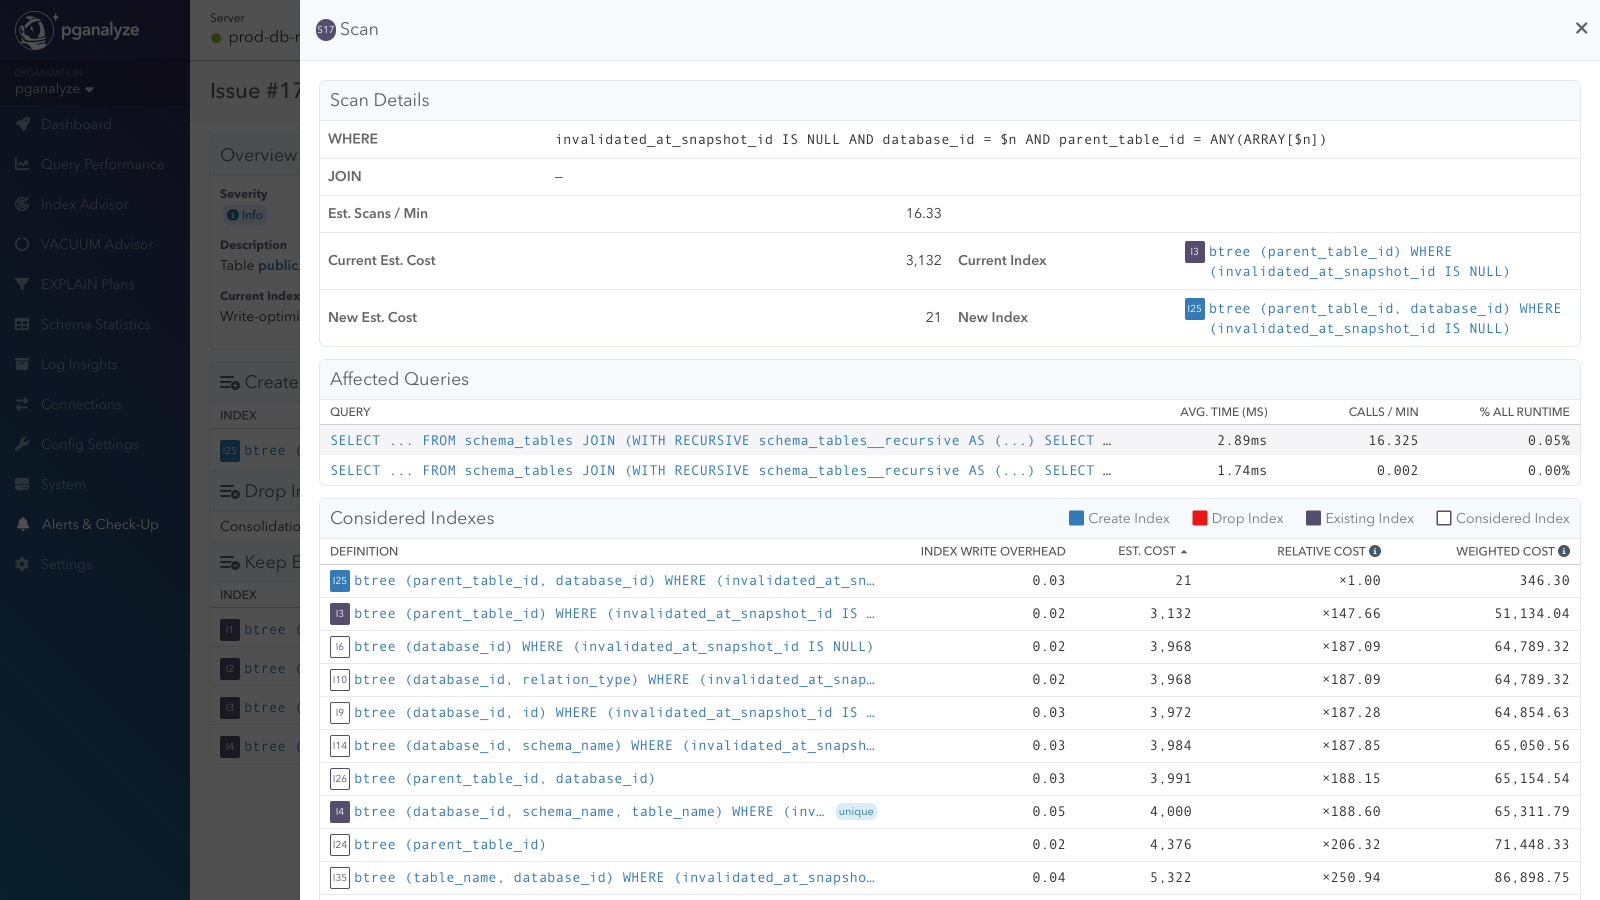 pganalyze
ORGANIZATION
pganalyze
Dashboard
Query Performance
Index Advisor
VACUUM Advisor
EXPLAIN Plans
Schema Statistics
Log Insights
Connections
Config Settings
System
Alerts & Check-Up
Settings
Server
prod-db-
Issue #17
Overview
Severity
Info
Description
Table public.
Current Index
Write-optimi
Create
INDEX
I25 btree (
Drop In
Consolidatio
Keep E
INDEX
I1 btree (
I2 btree (
I3 btree (
I4 btree (
S17 Scan
Scan Details
WHERE invalidated_at_snapshot_id IS NULL AND database_id = $n AND parent_table_id = ANY(ARRAY[$n])
JOIN –
Est. Scans / Min 16.33
Current Est. Cost 3,132 Current Index I3 btree (parent_table_id) WHERE
(invalidated_at_snapshot_id IS NULL)
New Est. Cost 21 New Index I25 btree (parent_table_id, database_id) WHERE
(invalidated_at_snapshot_id IS NULL)
Affected Queries
QUERY AVG. TIME (MS) CALLS / MIN % ALL RUNTIME
SELECT ... FROM schema_tables JOIN (WITH RECURSIVE schema_tables__recursive AS (...) SELECT … 2.89ms 16.325 0.05%
SELECT ... FROM schema_tables JOIN (WITH RECURSIVE schema_tables__recursive AS (...) SELECT … 1.74ms 0.002 0.00%
Considered Indexes Create Index Drop Index Existing Index Considered Index
DEFINITION INDEX WRITE OVERHEAD EST. COST RELATIVE COST WEIGHTED COST
I25 btree (parent_table_id, database_id) WHERE (invalidated_at_sn… 0.03 21 ×1.00 346.30
I3 btree (parent_table_id) WHERE (invalidated_at_snapshot_id IS … 0.02 3,132 ×147.66 51,134.04
I6 btree (database_id) WHERE (invalidated_at_snapshot_id IS NULL) 0.02 3,968 ×187.09 64,789.32
I10 btree (database_id, relation_type) WHERE (invalidated_at_snap… 0.02 3,968 ×187.09 64,789.32
I9 btree (database_id, id) WHERE (invalidated_at_snapshot_id IS … 0.03 3,972 ×187.28 64,854.63
I14 btree (database_id, schema_name) WHERE (invalidated_at_snapsh… 0.03 3,984 ×187.85 65,050.56
I26 btree (parent_table_id, database_id) 0.03 3,991 ×188.15 65,154.54
I4 btree (database_id, schema_name, table_name) WHERE (inv… unique 0.05 4,000 ×188.60 65,311.79
I24 btree (parent_table_id) 0.02 4,376 ×206.32 71,448.33
I35 btree (table_name, database_id) WHERE (invalidated_at_snapsho… 0.04 5,322 ×250.94 86,898.75